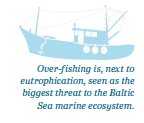 Over-fishing is, next to
eutrophication, seen as the
biggest threat to the Baltic
Sea marine ecosystem.